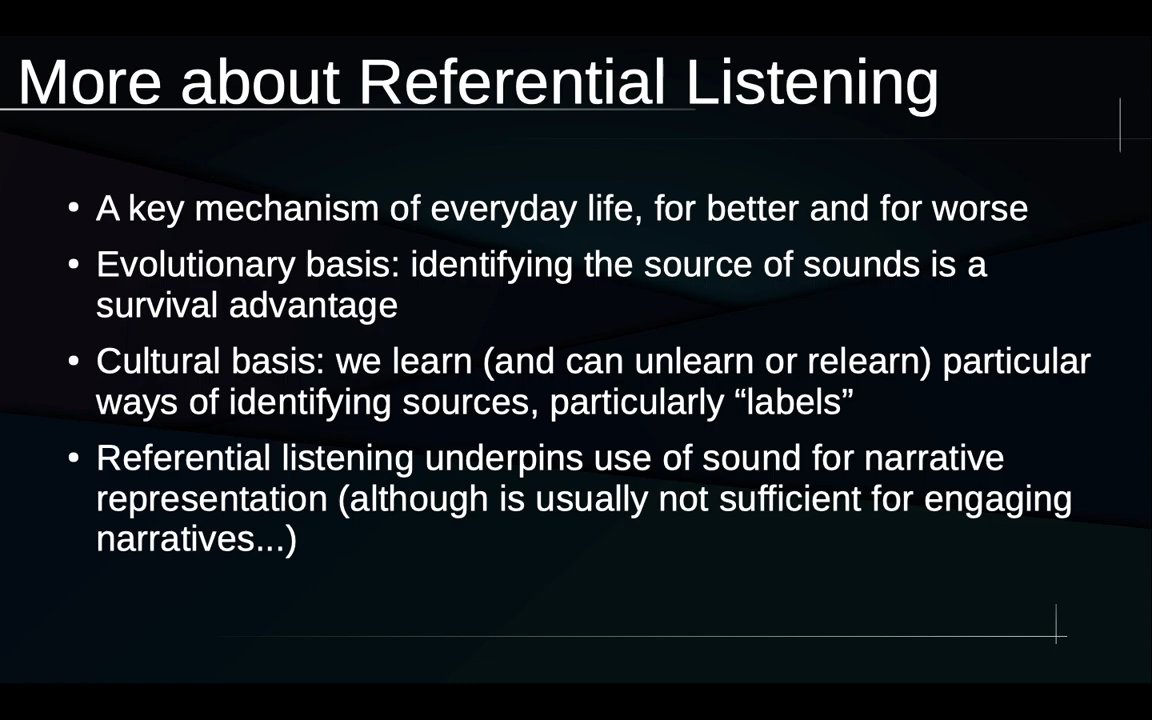 More about Referential Listening
• A key mechanism of everyday life, for better and for worse
• Evolutionary basis: identifying the source of sounds is a
survival advantage
• Cultural basis: we learn (and can unlearn or relearn) particular
ways of identifying sources, particularly “labels”
• Referential listening underpins use of sound for narrative
representation (although is usually not sufficient for engaging
narratives...)